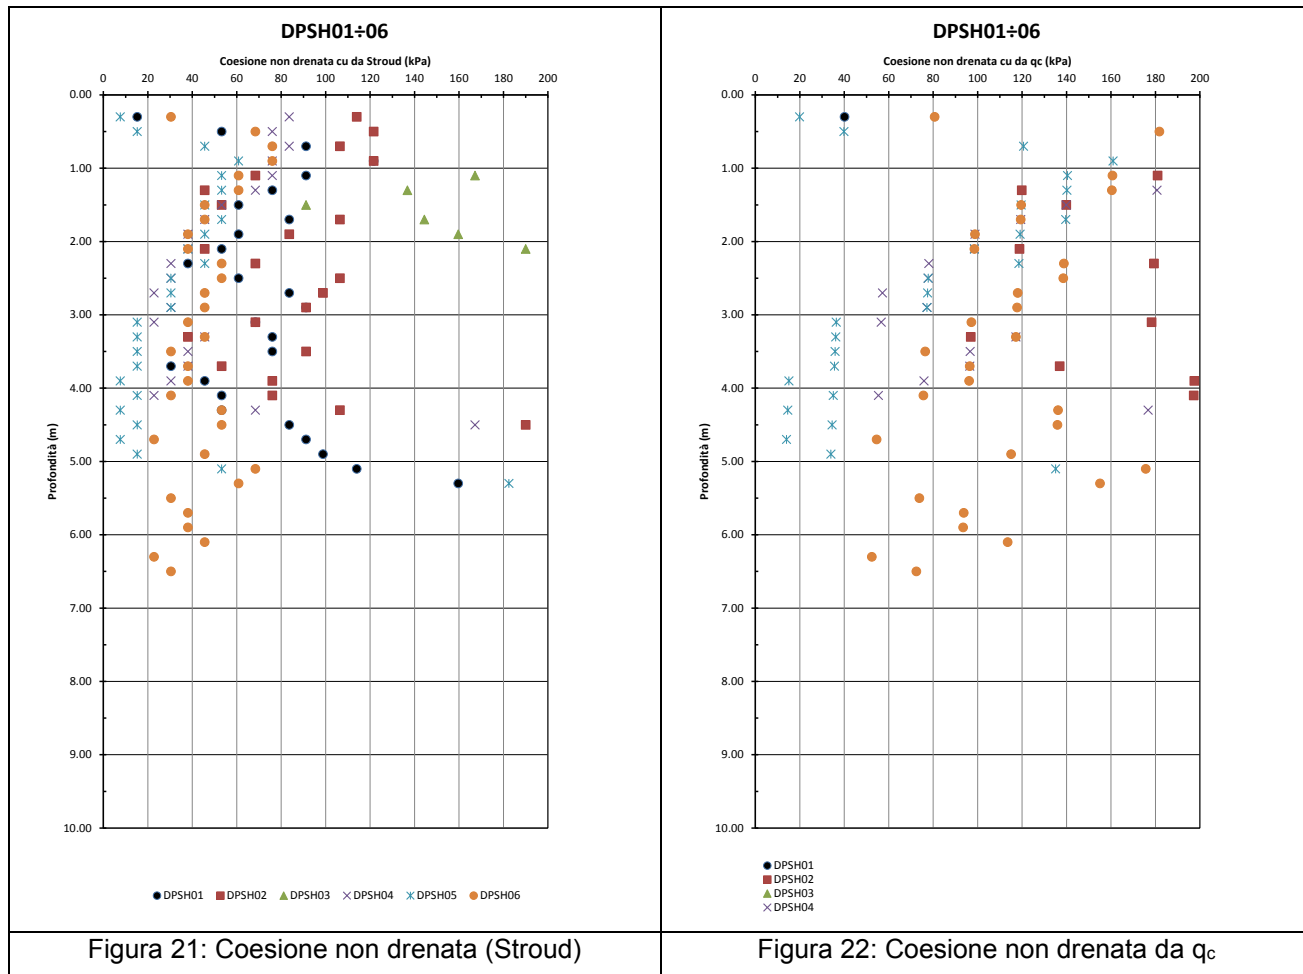 DPSH01÷06
Coesione non drenata cu da Stroud (kPa)
0 20 40 60 80 100 120 140 160 180 200
0.00
1.00
2.00
3.00
4.00
5.00
6.00
7.00
8.00
9.00
10.00
Profondità (m)
DPSH01 DPSH02 DPSH03 DPSH04 DPSH05 DPSH06
Figura 21: Coesione non drenata (Stroud)
DPSH01÷06
Coesione non drenata cu da qc (kPa)
0 20 40 60 80 100 120 140 160 180 200
0.00
1.00
2.00
3.00
4.00
5.00
6.00
7.00
8.00
9.00
10.00
Profondità (m)
DPSH01
DPSH02
DPSH03
DPSH04
Figura 22: Coesione non drenata da qc